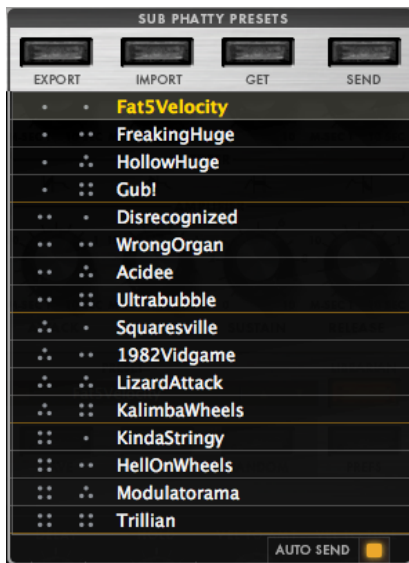 SUB PHATTY PRESETS
EXPORT IMPORT GET SEND
Fat5Velocity
FreakingHuge
HollowHuge
Gub!
Disrecognized
WrongOrgan
Acidee
Ultrabubble
Squaresville
1982Vidgame
LizardAttack
KalimbaWheels
KindaStringy
HellOnWheels
Modulatorama
Trillian
AUTO SEND